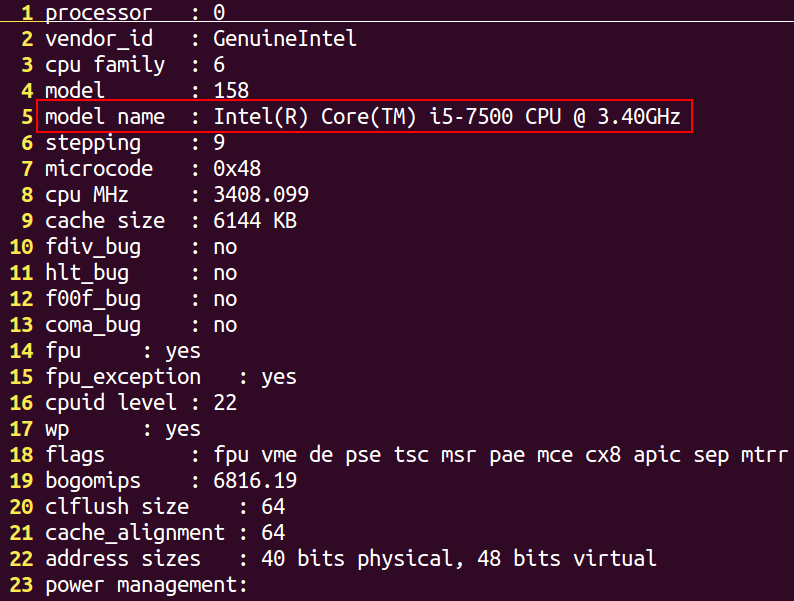 1 processor : 0
2 vendor_id : GenuineIntel
3 cpu family : 6
4 model : 158
5 model name : Intel(R) Core(TM) i5-7500 CPU @ 3.40GHz
6 stepping : 9
7 microcode : 0x48
8 cpu MHz : 3408.099
9 cache size : 6144 KB
10 fdiv_bug : no
11 hlt_bug : no
12 f00f_bug : no
13 coma_bug : no
14 fpu : yes
15 fpu_exception : yes
16 cpuid level : 22
17 wp : yes
18 flags : fpu vme de pse tsc msr pae mce cx8 apic sep mtrr
19 bogomips : 6816.19
20 clflush size : 64
21 cache_alignment : 64
22 address sizes : 40 bits physical, 48 bits virtual
23 power management: